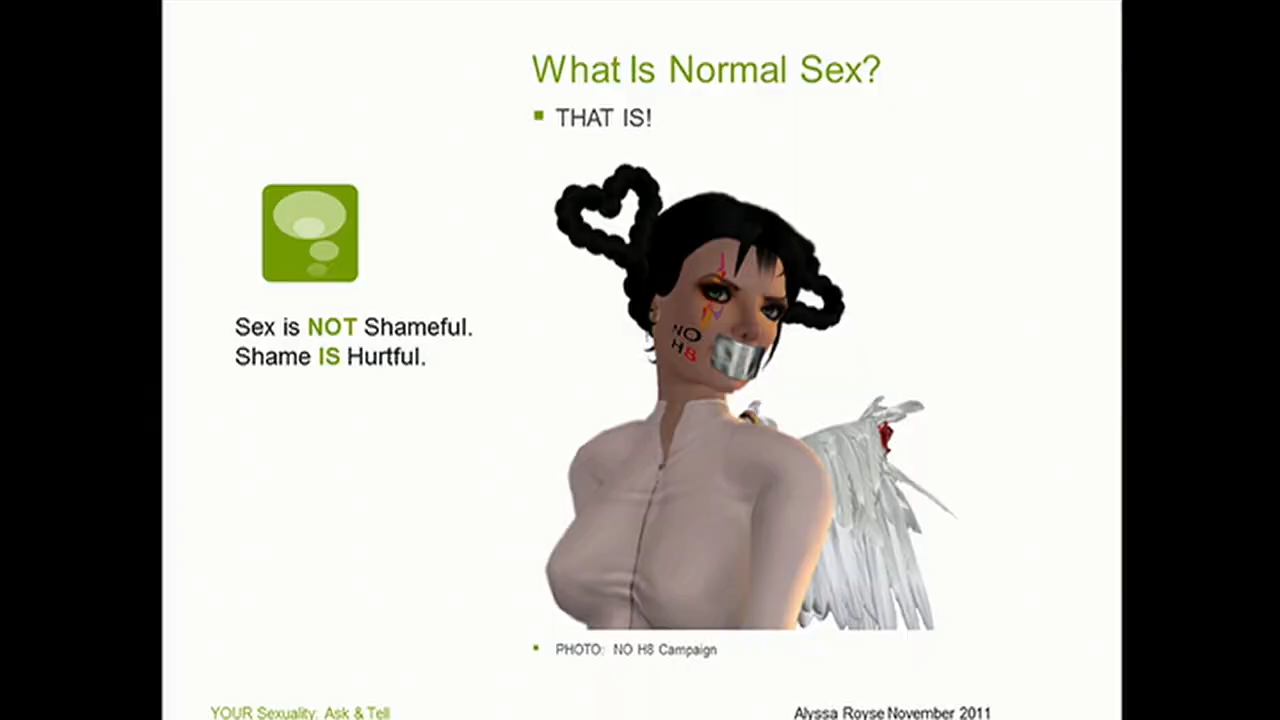 What Is Normal Sex?
THAT IS!
Sex is NOT Shameful.
Shame IS Hurtful.
NO
H8
PHOTO: NO H8 Campaign
YOUR Sexuality: Ask & Tell
Alyssa Royse November 2011